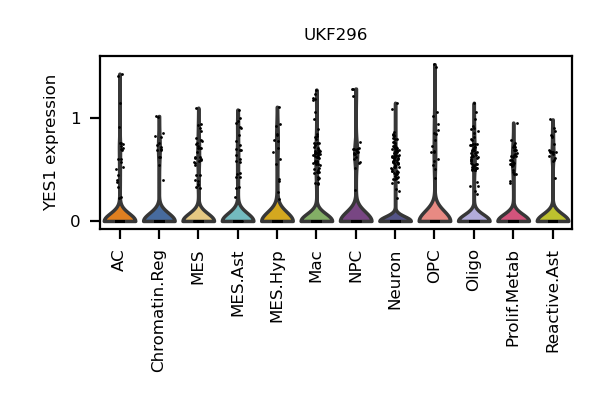 UKF296
YES1 expression
1
0
AC
Chromatin.Reg
MES
MES.Ast
MES.Hyp
Mac
NPC
Neuron
OPC
Oligo
Prolif.Metab
Reactive.Ast